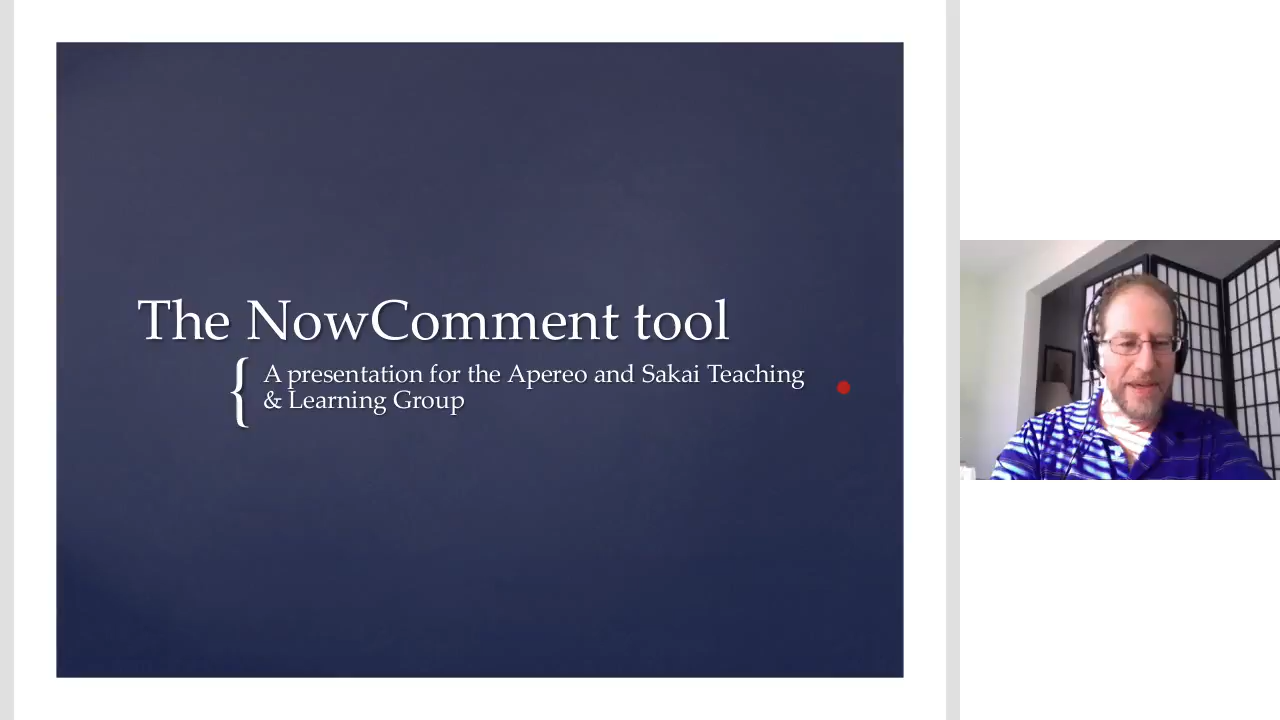 The NowComment tool
{ A presentation for the Apereo and Sakai Teaching
& Learning Group